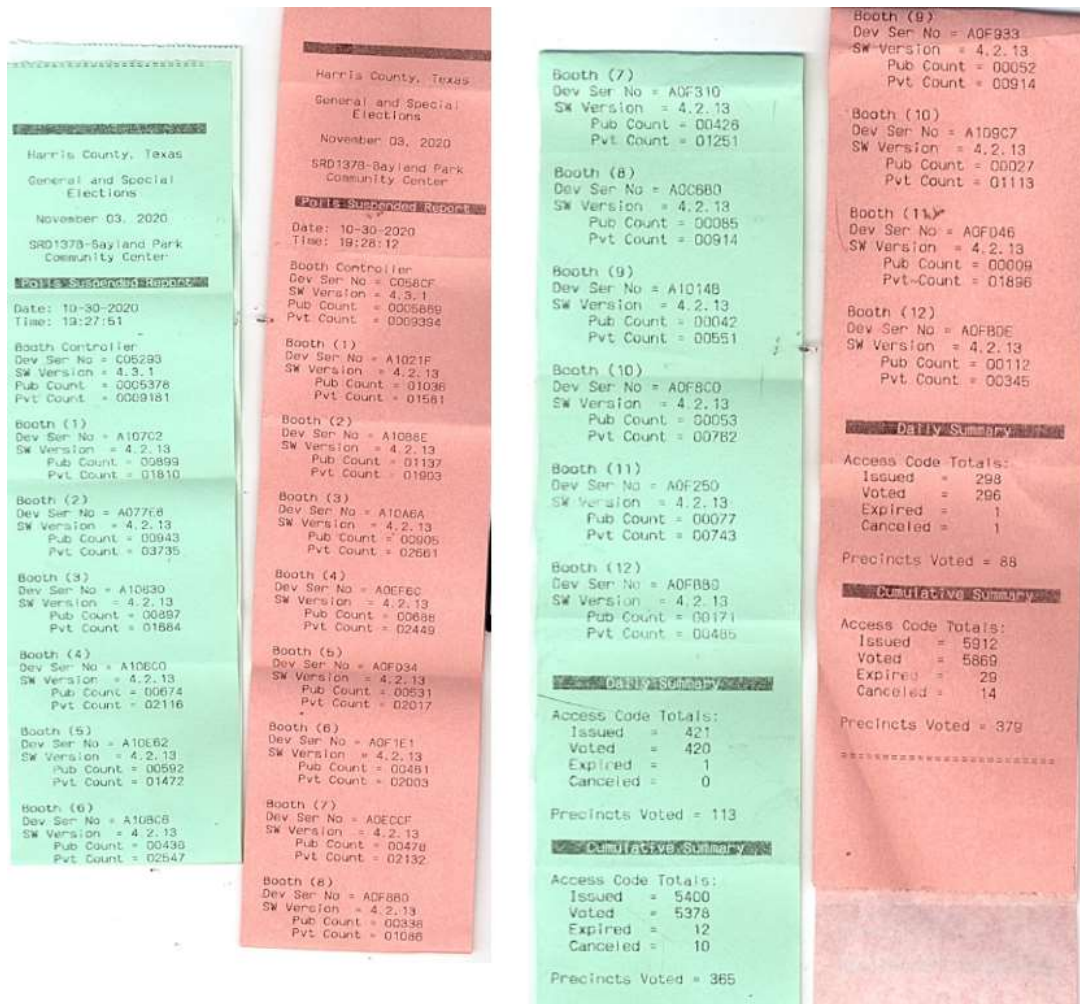 Harris County, Texas
General and Special
Elections
November 03, 2020
SRD137B-Bayland Park
Community Center
Polls Suspended Report
Date: 10-30-2020
Time: 19:27:51
Booth Controller
Dev Ser No = C05293
SW Version = 4.3.1
Pub Count = 0005378
Pvt Count = 0009181
Booth (1)
Dev Ser No = A107C2
SW Version = 4.2.13
Pub Count = 00899
Pvt Count = 01810
Booth (2)
Dev Ser No = A077E8
SW Version = 4.2.13
Pub Count = 00943
Pvt Count = 03735
Booth (3)
Dev Ser No = A10830
SW Version = 4.2.13
Pub Count = 00897
Pvt Count = 01684
Booth (4)
Dev Ser No = A106C0
SW Version = 4.2.13
Pub Count = 00674
Pvt Count = 02116
Booth (5)
Dev Ser No = A10E62
SW Version = 4.2.13
Pub Count = 00592
Pvt Count = 01472
Booth (6)
Dev Ser No = A108C6
SW Version = 4.2.13
Pub Count = 00436
Pvt Count = 02547
Harris County, Texas
General and Special
Elections
November 03, 2020
SRD137B-Bayland Park
Community Center
Polls Suspended Report
Date: 10-30-2020
Time: 19:28:12
Booth Controller
Dev Ser No = C058CF
SW Version = 4.3.1
Pub Count = 0005869
Pvt Count = 0009394
Booth (1)
Dev Ser No = A1021F
SW Version = 4.2.13
Pub Count = 01036
Pvt Count = 01581
Booth (2)
Dev Ser No = A10B8E
SW Version = 4.2.13
Pub Count = 01137
Pvt Count = 01903
Booth (3)
Dev Ser No = A10A6A
SW Version = 4.2.13
Pub Count = 00905
Pvt Count = 02661
Booth (4)
Dev Ser No = A0EF6C
SW Version = 4.2.13
Pub Count = 00688
Pvt Count = 02449
Booth (5)
Dev Ser No = A0FD34
SW Version = 4.2.13
Pub Count = 00531
Pvt Count = 02017
Booth (6)
Dev Ser No = A0F1E1
SW Version = 4.2.13
Pub Count = 00461
Pvt Count = 02003
Booth (7)
Dev Ser No = A0ECCF
SW Version = 4.2.13
Pub Count = 00478
Pvt Count = 02132
Booth (8)
Dev Ser No = A0F880
SW Version = 4.2.13
Pub Count = 00338
Pvt Count = 01086
Booth (7)
Dev Ser No = A0F310
SW Version = 4.2.13
Pub Count = 00426
Pvt Count = 01251
Booth (8)
Dev Ser No = A0C6B0
SW Version = 4.2.13
Pub Count = 00085
Pvt Count = 00914
Booth (9)
Dev Ser No = A1014B
SW Version = 4.2.13
Pub Count = 00042
Pvt Count = 00551
Booth (10)
Dev Ser No = A0F8C0
SW Version = 4.2.13
Pub Count = 00053
Pvt Count = 00762
Booth (11)
Dev Ser No = A0F250
SW Version = 4.2.13
Pub Count = 00077
Pvt Count = 00743
Booth (12)
Dev Ser No = A0FBB0
SW Version = 4.2.13
Pub Count = 00171
Pvt Count = 00485
Daily Summary
Access Code Totals:
Issued = 421
Voted = 420
Expired = 1
Canceled = 0
Precincts Voted = 113
Cumulative Summary
Access Code Totals:
Issued = 5400
Voted = 5378
Expired = 12
Canceled = 10
Precincts Voted = 365
Booth (9)
Dev Ser No = A0F933
SW Version = 4.2.13
Pub Count = 00052
Pvt Count = 00914
Booth (10)
Dev Ser No = A109C7
SW Version = 4.2.13
Pub Count = 00027
Pvt Count = 01113
Booth (11)
Dev Ser No = A0FD46
SW Version = 4.2.13
Pub Count = 00009
Pvt Count = 01896
Booth (12)
Dev Ser No = A0FBDE
SW Version = 4.2.13
Pub Count = 00112
Pvt Count = 00345
Daily Summary
Access Code Totals:
Issued = 298
Voted = 296
Expired = 1
Canceled = 1
Precincts Voted = 88
Cumulative Summary
Access Code Totals:
Issued = 5912
Voted = 5869
Expired = 29
Canceled = 14
Precincts Voted = 379